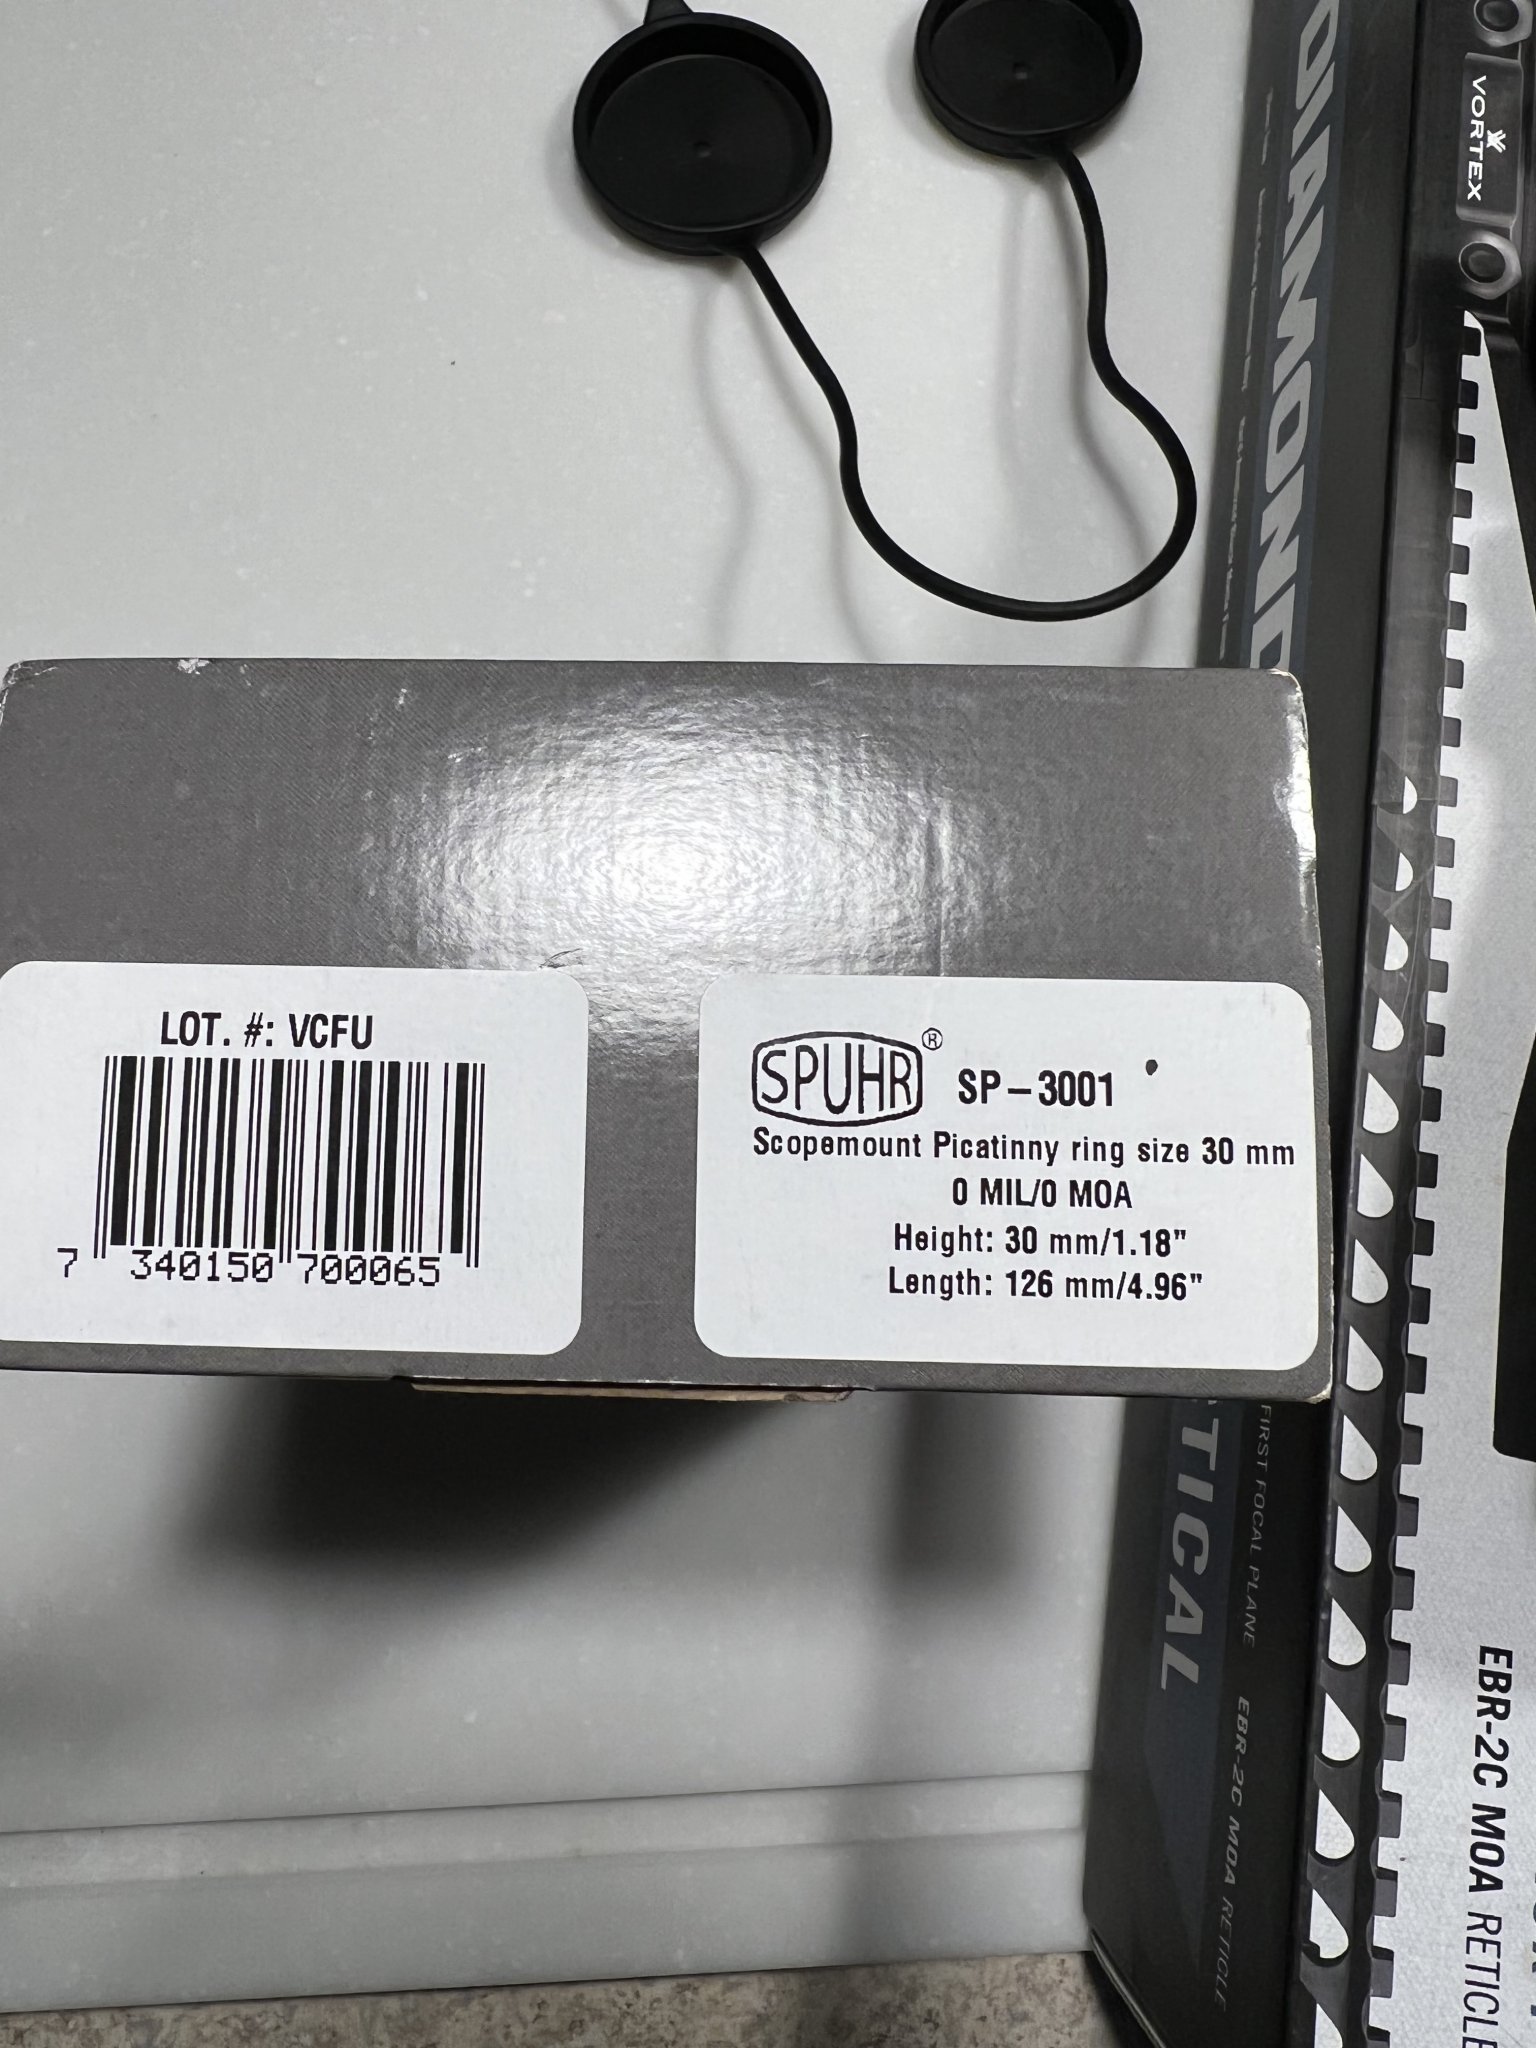 VORTEX
DIAMOND
LOT. #: VCFU
7 340150 700065
SPUHR® SP-3001
Scopemount Picatinny ring size 30 mm
0 MIL/0 MOA
Height: 30 mm/1.18"
Length: 126 mm/4.96"
TICAL
FIRST FOCAL PLANE
EBR-2C MOA RETICLE
EBR-2C MOA RETICLE